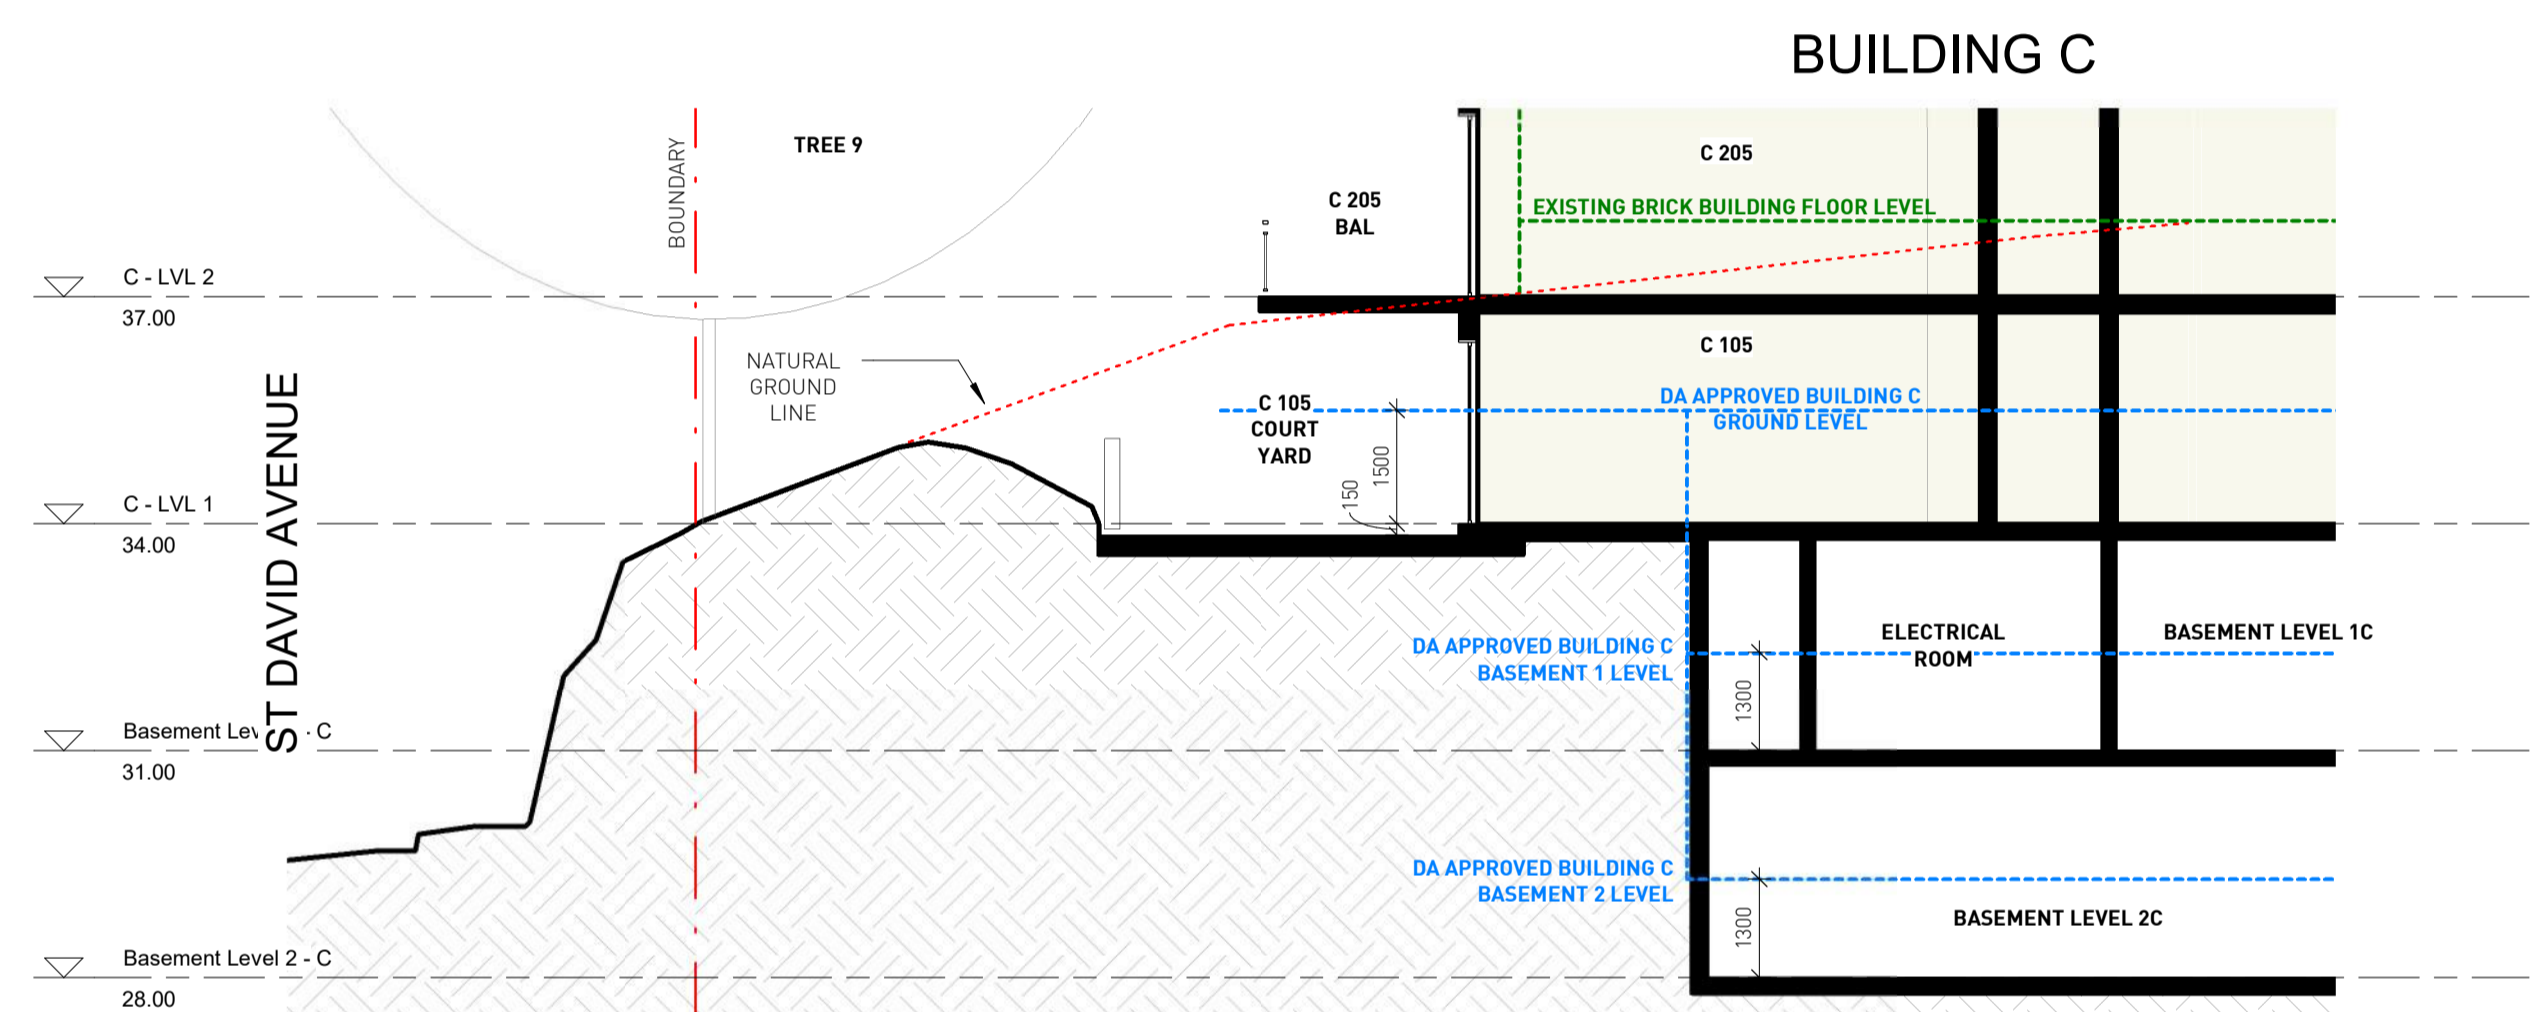 BUILDING C
TREE 9
BOUNDARY
C 205
C 205
BAL
EXISTING BRICK BUILDING FLOOR LEVEL
C - LVL 2
37.00
NATURAL
GROUND
LINE
C 105
DA APPROVED BUILDING C
GROUND LEVEL
C 105
COURT
YARD
1500
150
ST DAVID AVENUE
C - LVL 1
34.00
ELECTRICAL
ROOM
BASEMENT LEVEL 1C
DA APPROVED BUILDING C
BASEMENT 1 LEVEL
1300
Basement Lev - C
31.00
DA APPROVED BUILDING C
BASEMENT 2 LEVEL
1300
BASEMENT LEVEL 2C
Basement Level 2 - C
28.00